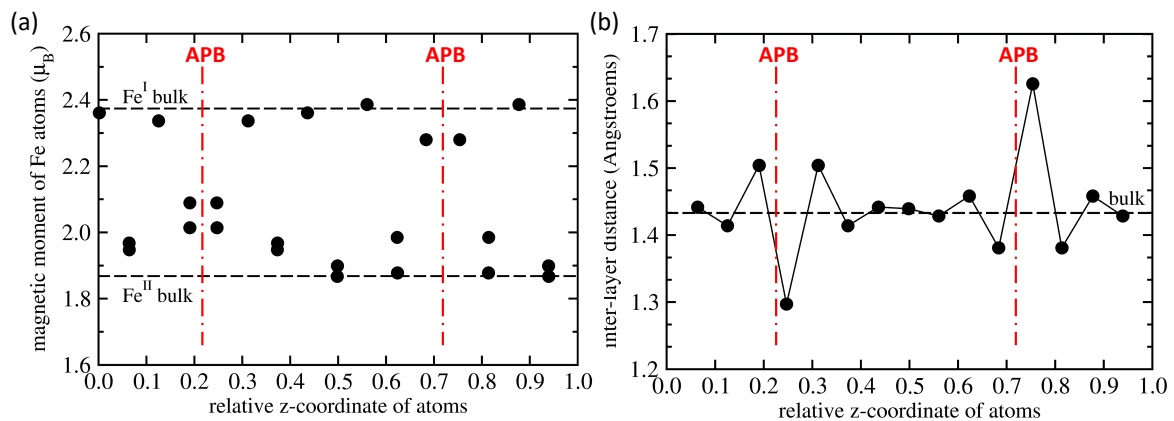 (a)
magnetic moment of Fe atoms (μB)
2.6
2.4
2.2
2.0
1.8
1.6
APB
APB
FeI bulk
FeII bulk
0.0 0.1 0.2 0.3 0.4 0.5 0.6 0.7 0.8 0.9 1.0
relative z-coordinate of atoms
(b)
inter-layer distance (Angstroems)
1.7
1.6
1.5
1.4
1.3
1.2
APB
APB
bulk
0.0 0.1 0.2 0.3 0.4 0.5 0.6 0.7 0.8 0.9 1.0
relative z-coordinate of atoms